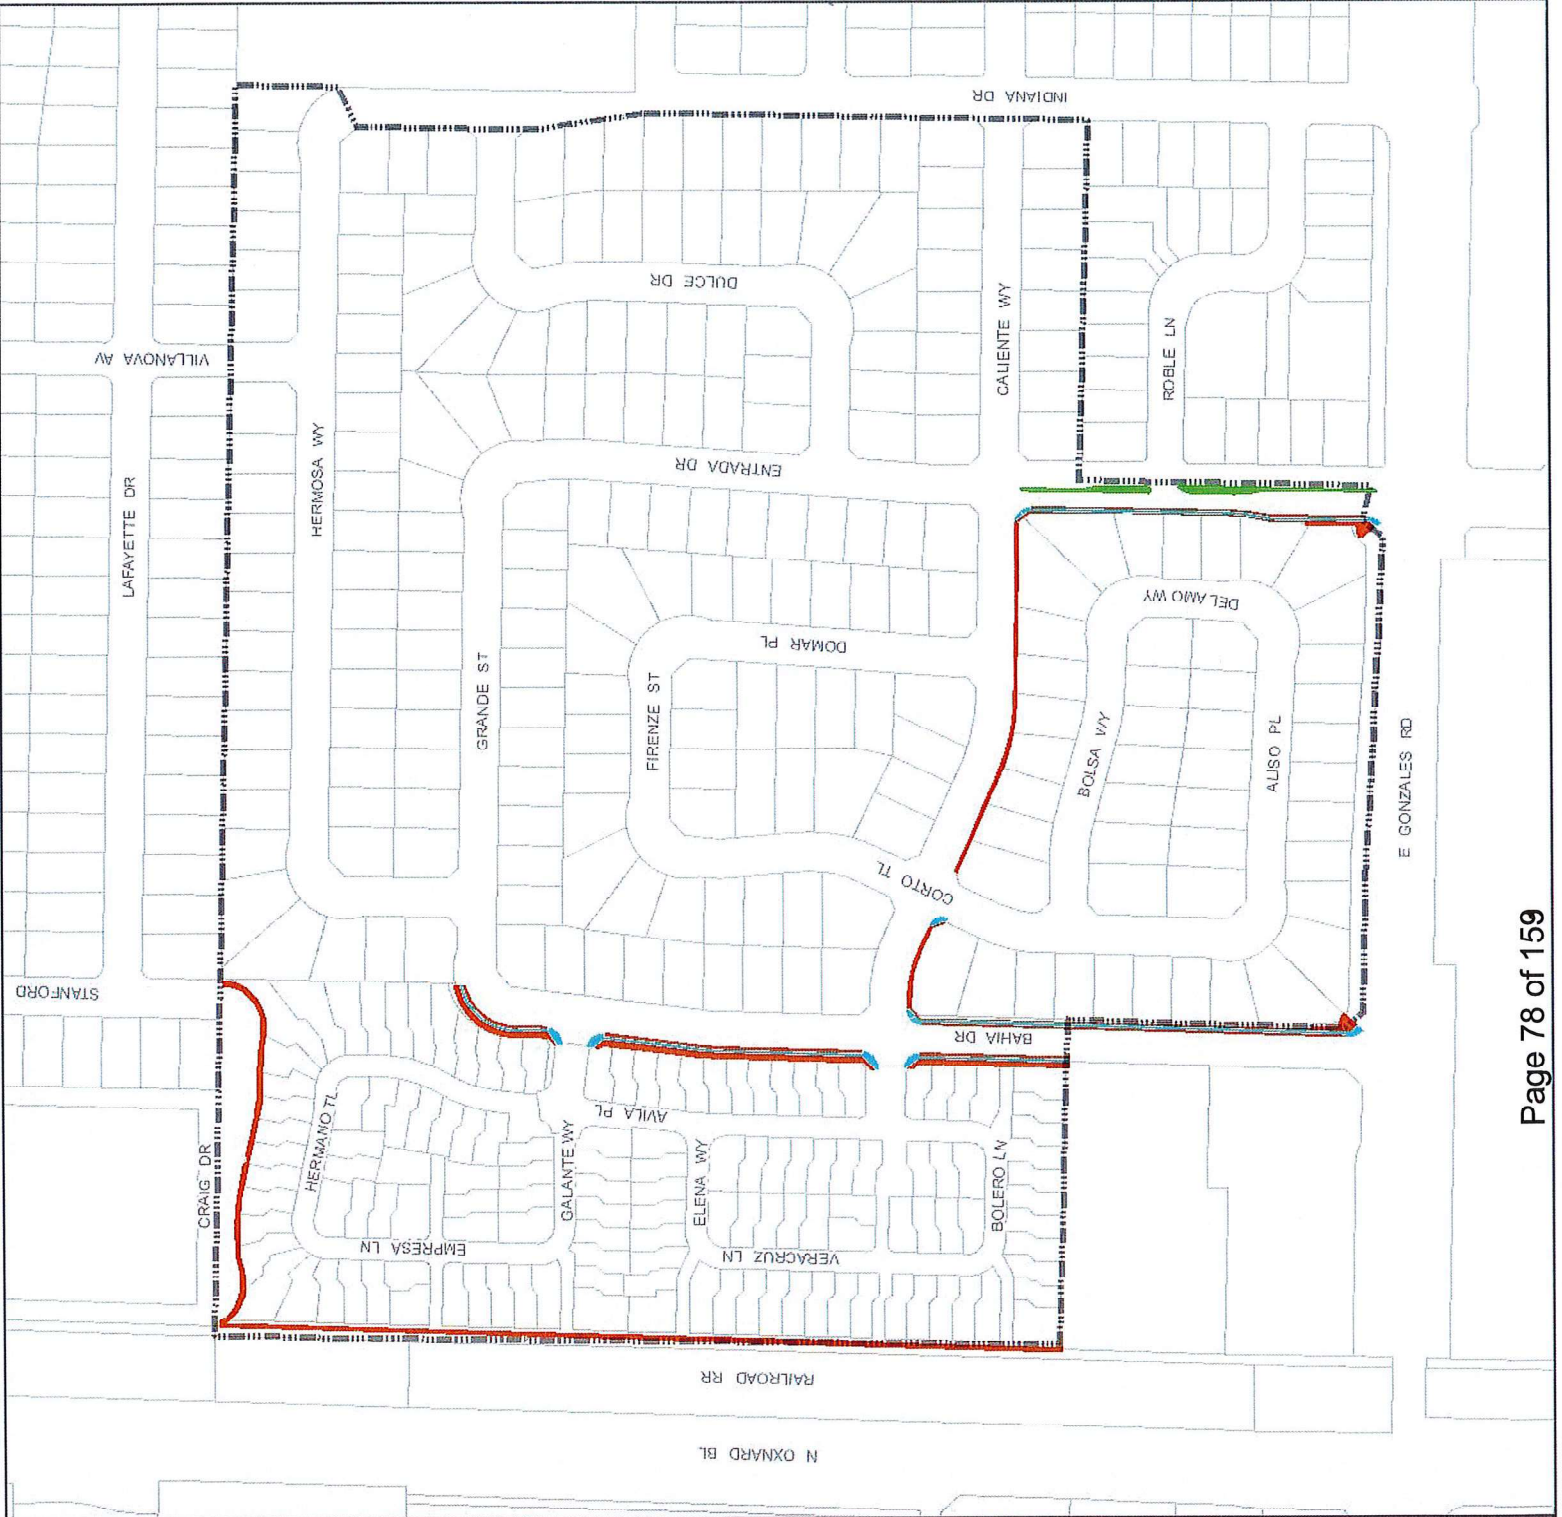 INDIANA DR
VILLANOVA AV
DULCE DR
CALIENTE WY
ROBLE LN
HERMOSA WY
LAFAYETTE DR
ENTRADA DR
DELAMO WY
DOMAR PL
GRANDE ST
FIRENZE ST
BOLSA WY
ALISO PL
E GONZALES RD
CORTO TL
STANFORD
BAHIA DR
AVILA PL
HERMANO TL
CRAIG DR
GALANTE WY
ELENA WY
BOLERO LN
EMPRESA LN
VERACRUZ LN
RAILROAD RR
N OXNARD BL
Page 78 of 159